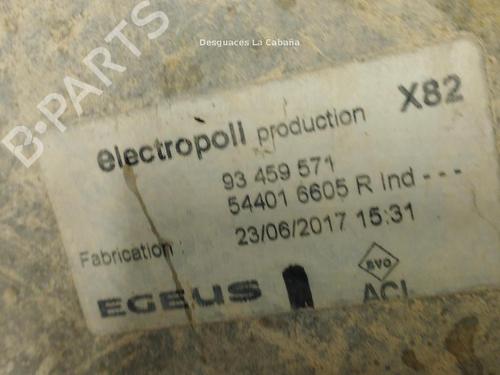 Desguaces La Cabaña
B-PARTS
X82
electropoli production
93 459 571
54401 6605 R Ind - - -
Fabrication : 23/06/2017 15:31
EGEUS
SVO
ACI